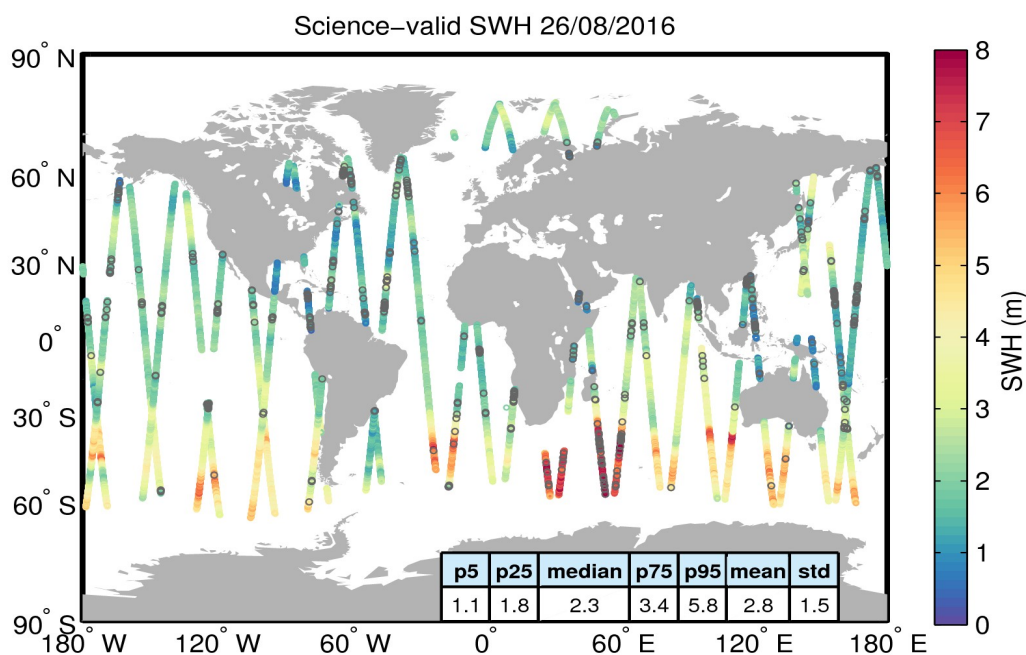 Science−valid SWH 26/08/2016
90° N
60° N
30° N
0°
30° S
60° S
90° S
180° W
120° W
60° W
0°
60° E
120° E
180° E
p5 p25 median p75 p95 mean std
1.1 1.8 2.3 3.4 5.8 2.8 1.5
8
7
6
5
4
3
2
1
0
SWH (m)